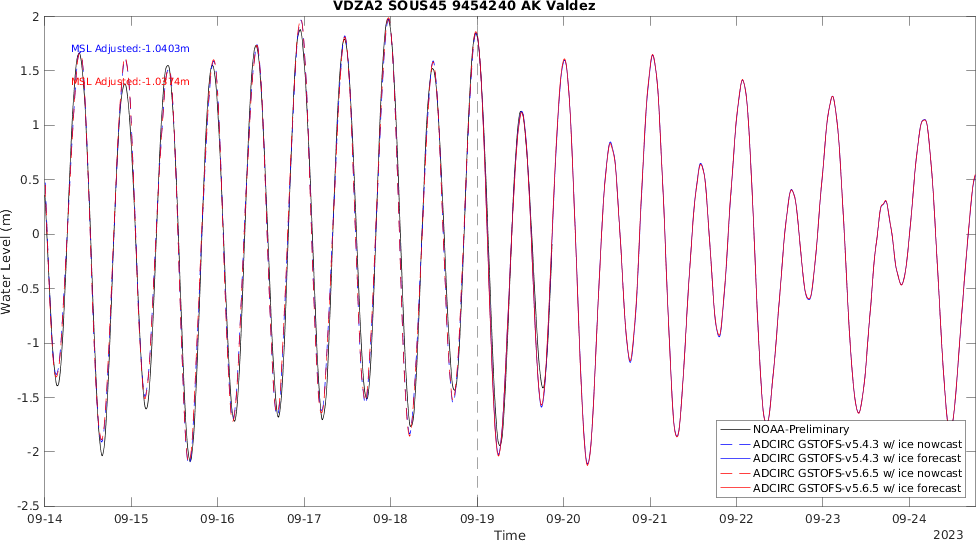 VDZA2 SOUS45 9454240 AK Valdez
MSL Adjusted:-1.0403m
MSL Adjusted:-1.0374m
2
1.5
1
0.5
0
-0.5
-1
-1.5
-2
-2.5
Water Level (m)
NOAA-Preliminary
ADCIRC GSTOFS-v5.4.3 w/ ice nowcast
ADCIRC GSTOFS-v5.4.3 w/ ice forecast
ADCIRC GSTOFS-v5.6.5 w/ ice nowcast
ADCIRC GSTOFS-v5.6.5 w/ ice forecast
09-14 09-15 09-16 09-17 09-18 09-19 09-20 09-21 09-22 09-23 09-24
Time
2023